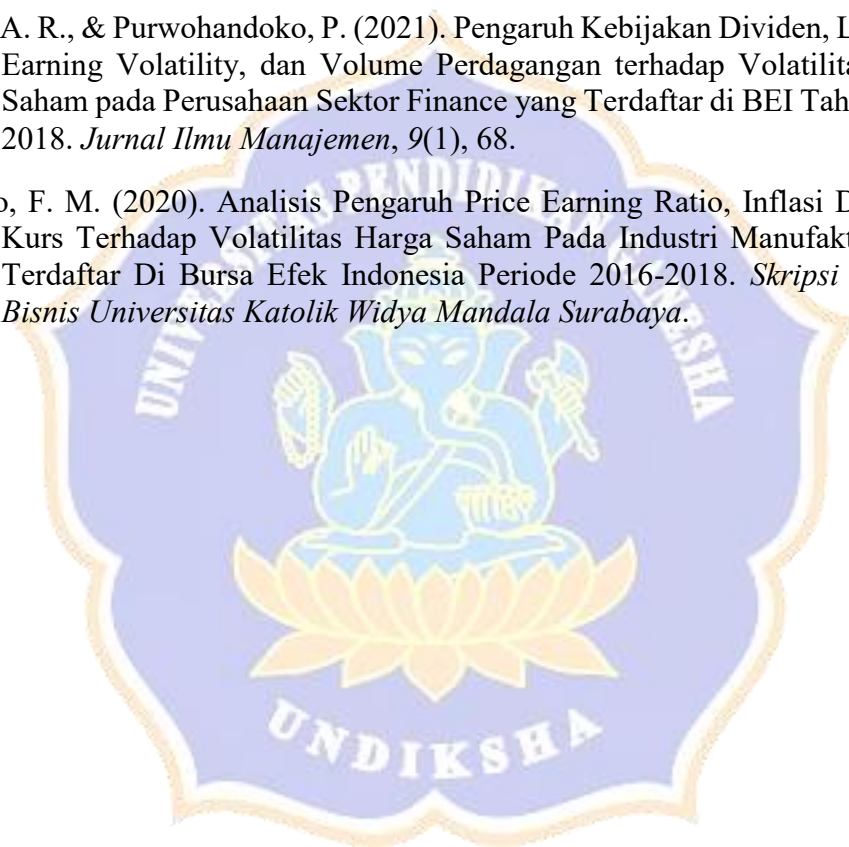 A. R., & Purwohandoko, P. (2021). Pengaruh Kebijakan Dividen, L
Earning Volatility, dan Volume Perdagangan terhadap Volatilita
Saham pada Perusahaan Sektor Finance yang Terdaftar di BEI Tah
2018. Jurnal Ilmu Manajemen, 9(1), 68.
o, F. M. (2020). Analisis Pengaruh Price Earning Ratio, Inflasi D
Kurs Terhadap Volatilitas Harga Saham Pada Industri Manufakt
Terdaftar Di Bursa Efek Indonesia Periode 2016-2018. Skripsi
Bisnis Universitas Katolik Widya Mandala Surabaya.
UNIVERSITAS PENDIDIKAN GANESHA
UNDIKSHA